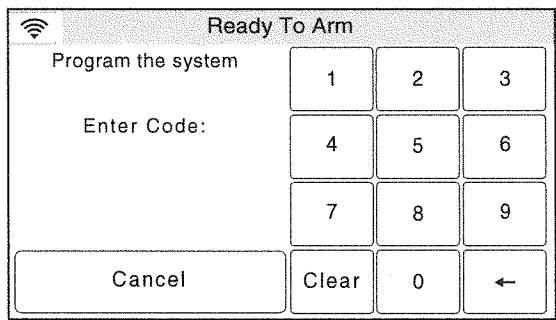 Ready To Arm
Program the system
Enter Code:
1 2 3
4 5 6
7 8 9
Cancel Clear 0 ←